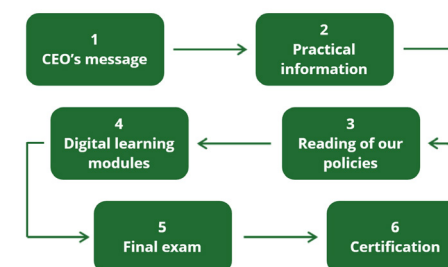 1
CEO's message
2
Practical
information
3
Reading of our
policies
4
Digital learning
modules
5
Final exam
6
Certification